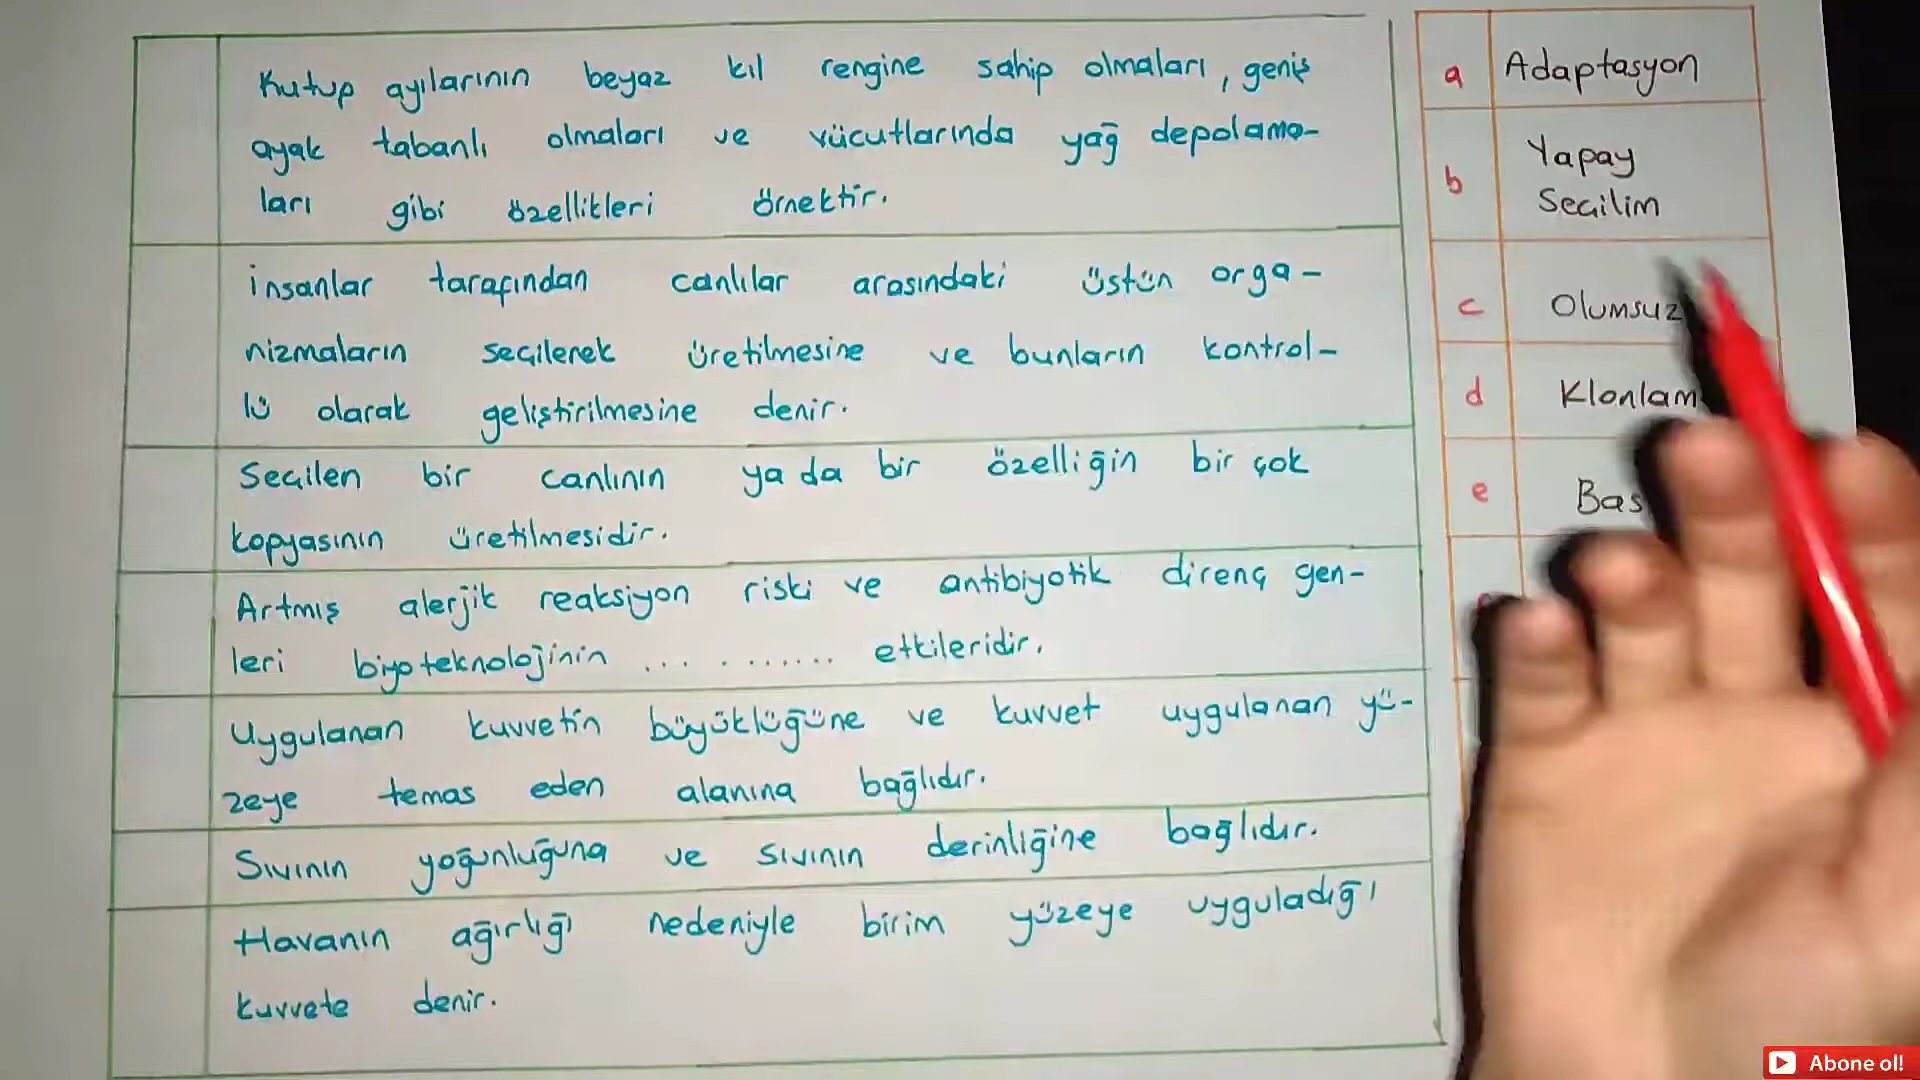 Kutup ayılarının beyaz kıl rengine sahip olmaları, geniş
ayak tabanlı olmaları ve vücutlarında yağ depolama-
ları gibi özellikleri örnektir.
İnsanlar tarafından canlılar arasındaki üstün orga-
nizmaların seçilerek üretilmesine ve bunların kontrol-
lü olarak geliştirilmesine denir.
Seçilen bir canlının ya da bir özelliğin bir çok
kopyasının üretilmesidir.
Artmış alerjik reaksiyon riski ve antibiyotik direnç gen-
leri biyoteknolojinin ... . ....... etkileridir.
Uygulanan kuvvetin büyüklüğüne ve kuvvet uygulanan yü-
zeye temas eden alanına bağlıdır.
Sıvının yoğunluğuna ve sıvının derinliğine bağlıdır.
Havanın ağırlığı nedeniyle birim yüzeye uyguladığı
kuvvete denir.
a Adaptasyon
b Yapay
Seçilim
c Olumsuz
d Klonlam
e Bas
Abone ol!